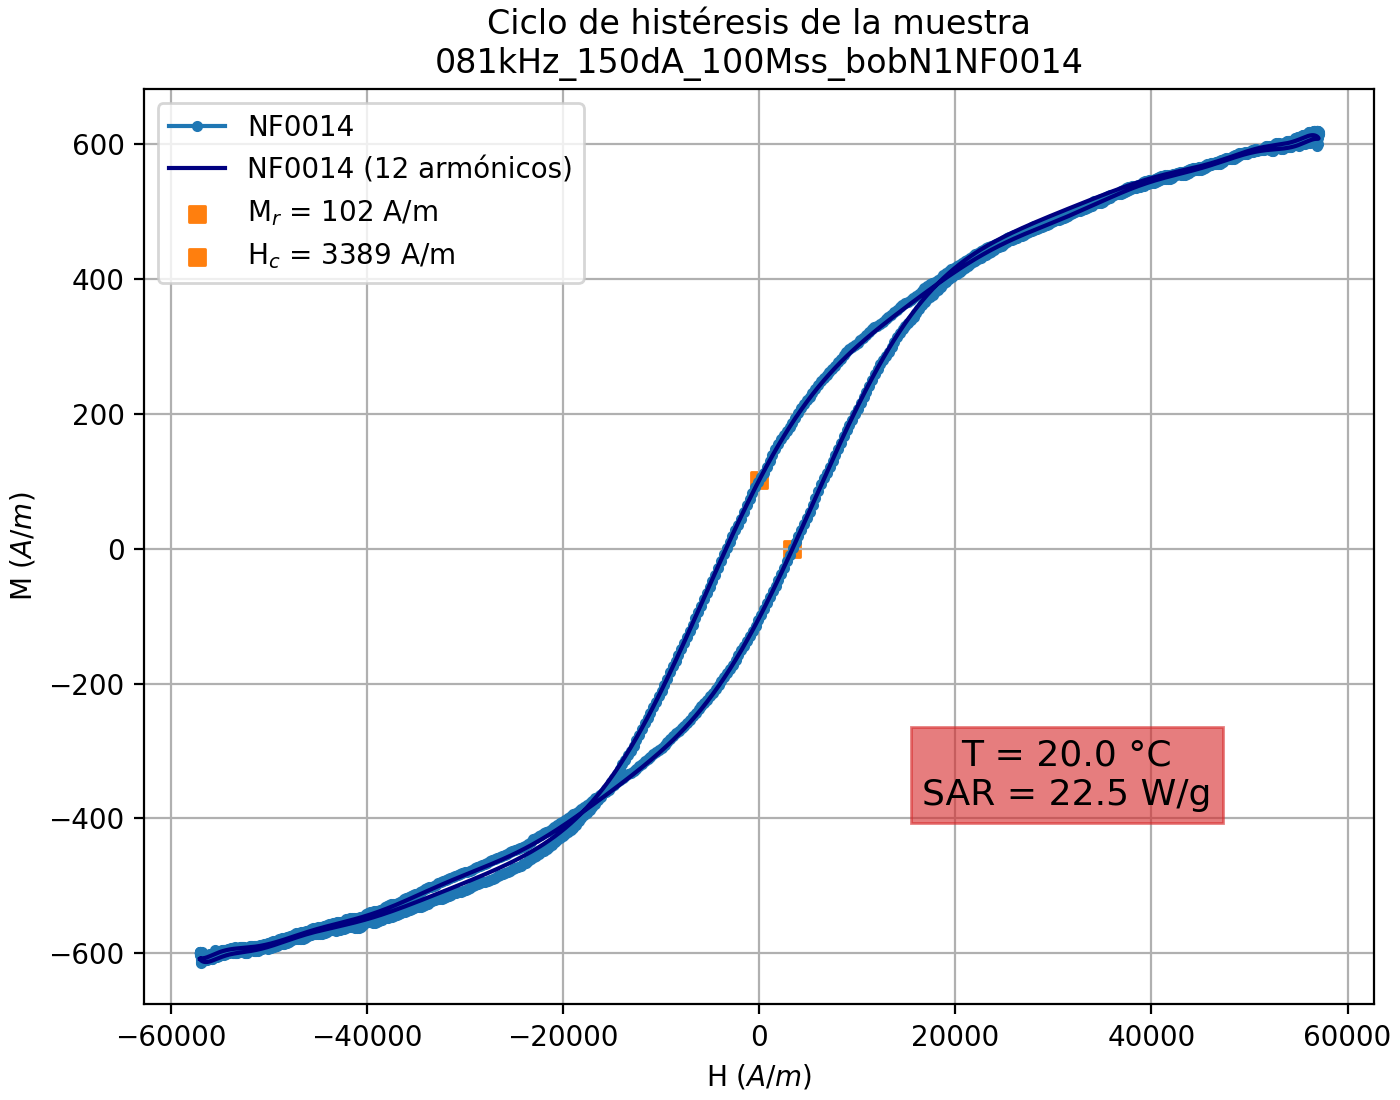 Ciclo de histéresis de la muestra
081kHz_150dA_100Mss_bobN1NF0014
NF0014
NF0014 (12 armónicos)
Mr = 102 A/m
Hc = 3389 A/m
600
400
200
0
−200
−400
−600
M (A/m)
T = 20.0 °C
SAR = 22.5 W/g
−60000
−40000
−20000
0
20000
40000
60000
H (A/m)